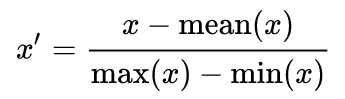 x′ = (x − mean(x)) / (max(x) − min(x))